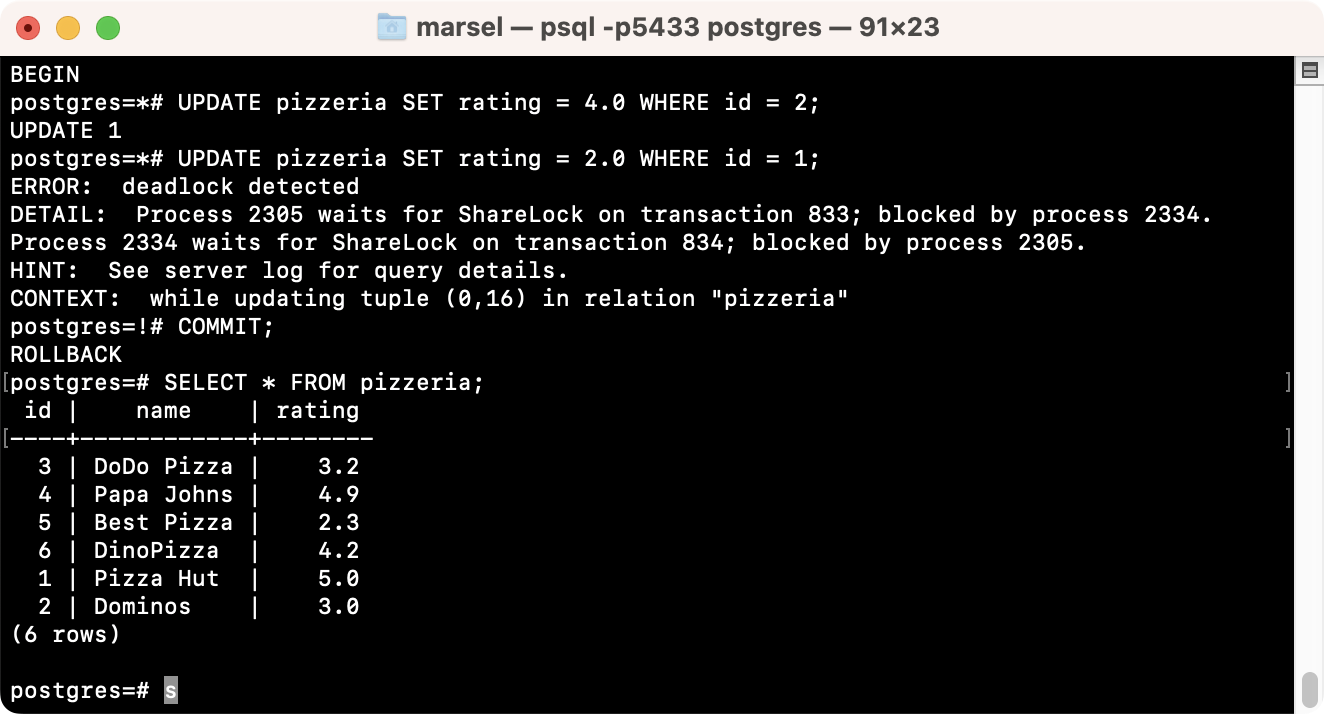 marsel — psql -p5433 postgres — 91×23
BEGIN
postgres=*# UPDATE pizzeria SET rating = 4.0 WHERE id = 2;
UPDATE 1
postgres=*# UPDATE pizzeria SET rating = 2.0 WHERE id = 1;
ERROR:  deadlock detected
DETAIL:  Process 2305 waits for ShareLock on transaction 833; blocked by process 2334.
Process 2334 waits for ShareLock on transaction 834; blocked by process 2305.
HINT:  See server log for query details.
CONTEXT:  while updating tuple (0,16) in relation "pizzeria"
postgres=!# COMMIT;
ROLLBACK
[postgres=# SELECT * FROM pizzeria; ]
 id |    name     | rating
[----+-------------+-------- ]
  3 | DoDo Pizza  |    3.2
  4 | Papa Johns  |    4.9
  5 | Best Pizza  |    2.3
  6 | DinoPizza   |    4.2
  1 | Pizza Hut   |    5.0
  2 | Dominos     |    3.0
(6 rows)
postgres=# s